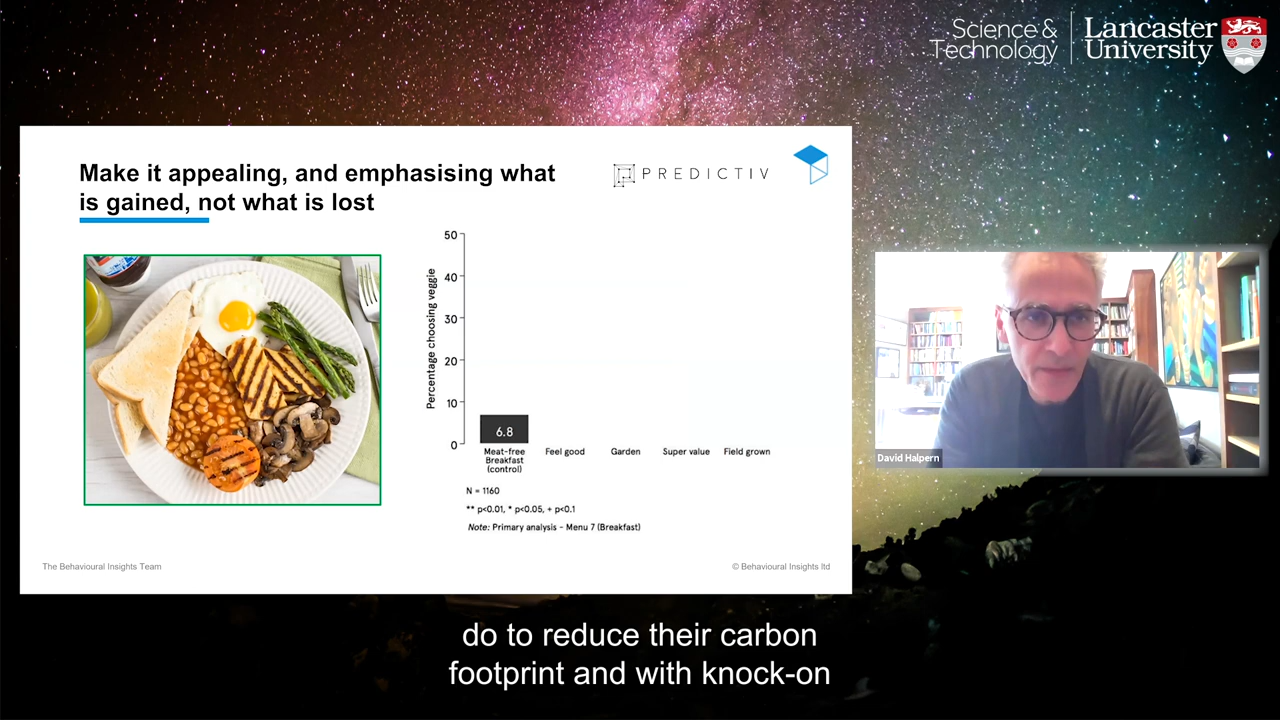 Science &
Technology
Lancaster
University
Make it appealing, and emphasising what
is gained, not what is lost
PREDICTIV
50
40
30
20
10
0
Percentage choosing veggie
6.8
Meat-free
Breakfast
(control)
Feel good
Garden
Super value
Field grown
N = 1160
** p<0.01, * p<0.05, + p<0.1
Note: Primary analysis - Menu 7 (Breakfast)
The Behavioural Insights Team
© Behavioural Insights ltd
David Halpern
do to reduce their carbon
footprint and with knock-on